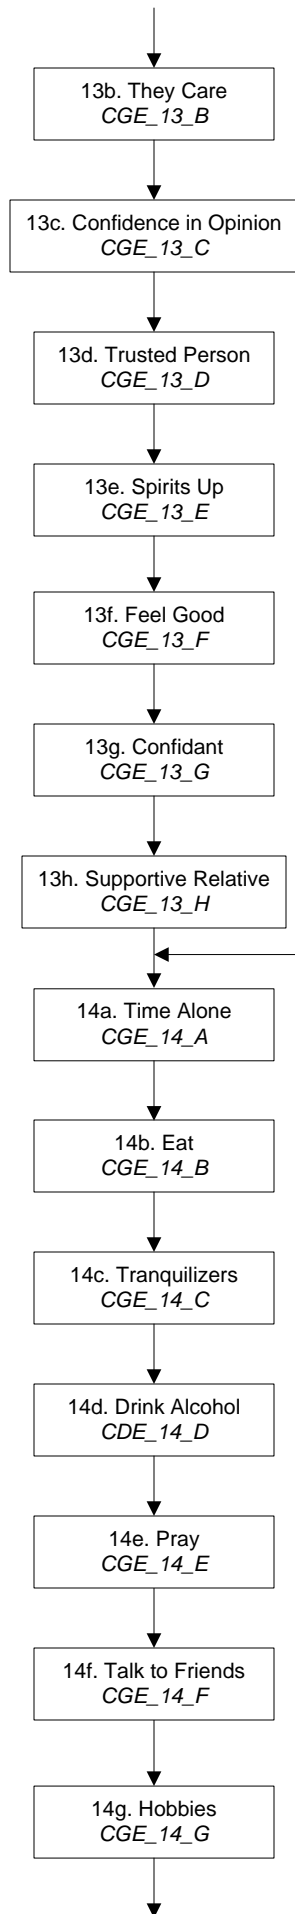 13b. They Care
CGE_13_B
13c. Confidence in Opinion
CGE_13_C
13d. Trusted Person
CGE_13_D
13e. Spirits Up
CGE_13_E
13f. Feel Good
CGE_13_F
13g. Confidant
CGE_13_G
13h. Supportive Relative
CGE_13_H
14a. Time Alone
CGE_14_A
14b. Eat
CGE_14_B
14c. Tranquilizers
CGE_14_C
14d. Drink Alcohol
CDE_14_D
14e. Pray
CGE_14_E
14f. Talk to Friends
CGE_14_F
14g. Hobbies
CGE_14_G